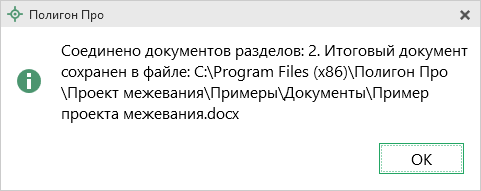 Полигон Про
Соединено документов разделов: 2. Итоговый документ
сохранен в файле: C:\Program Files (x86)\Полигон Про
\Проект межевания\Примеры\Документы\Пример
проекта межевания.docx
OK